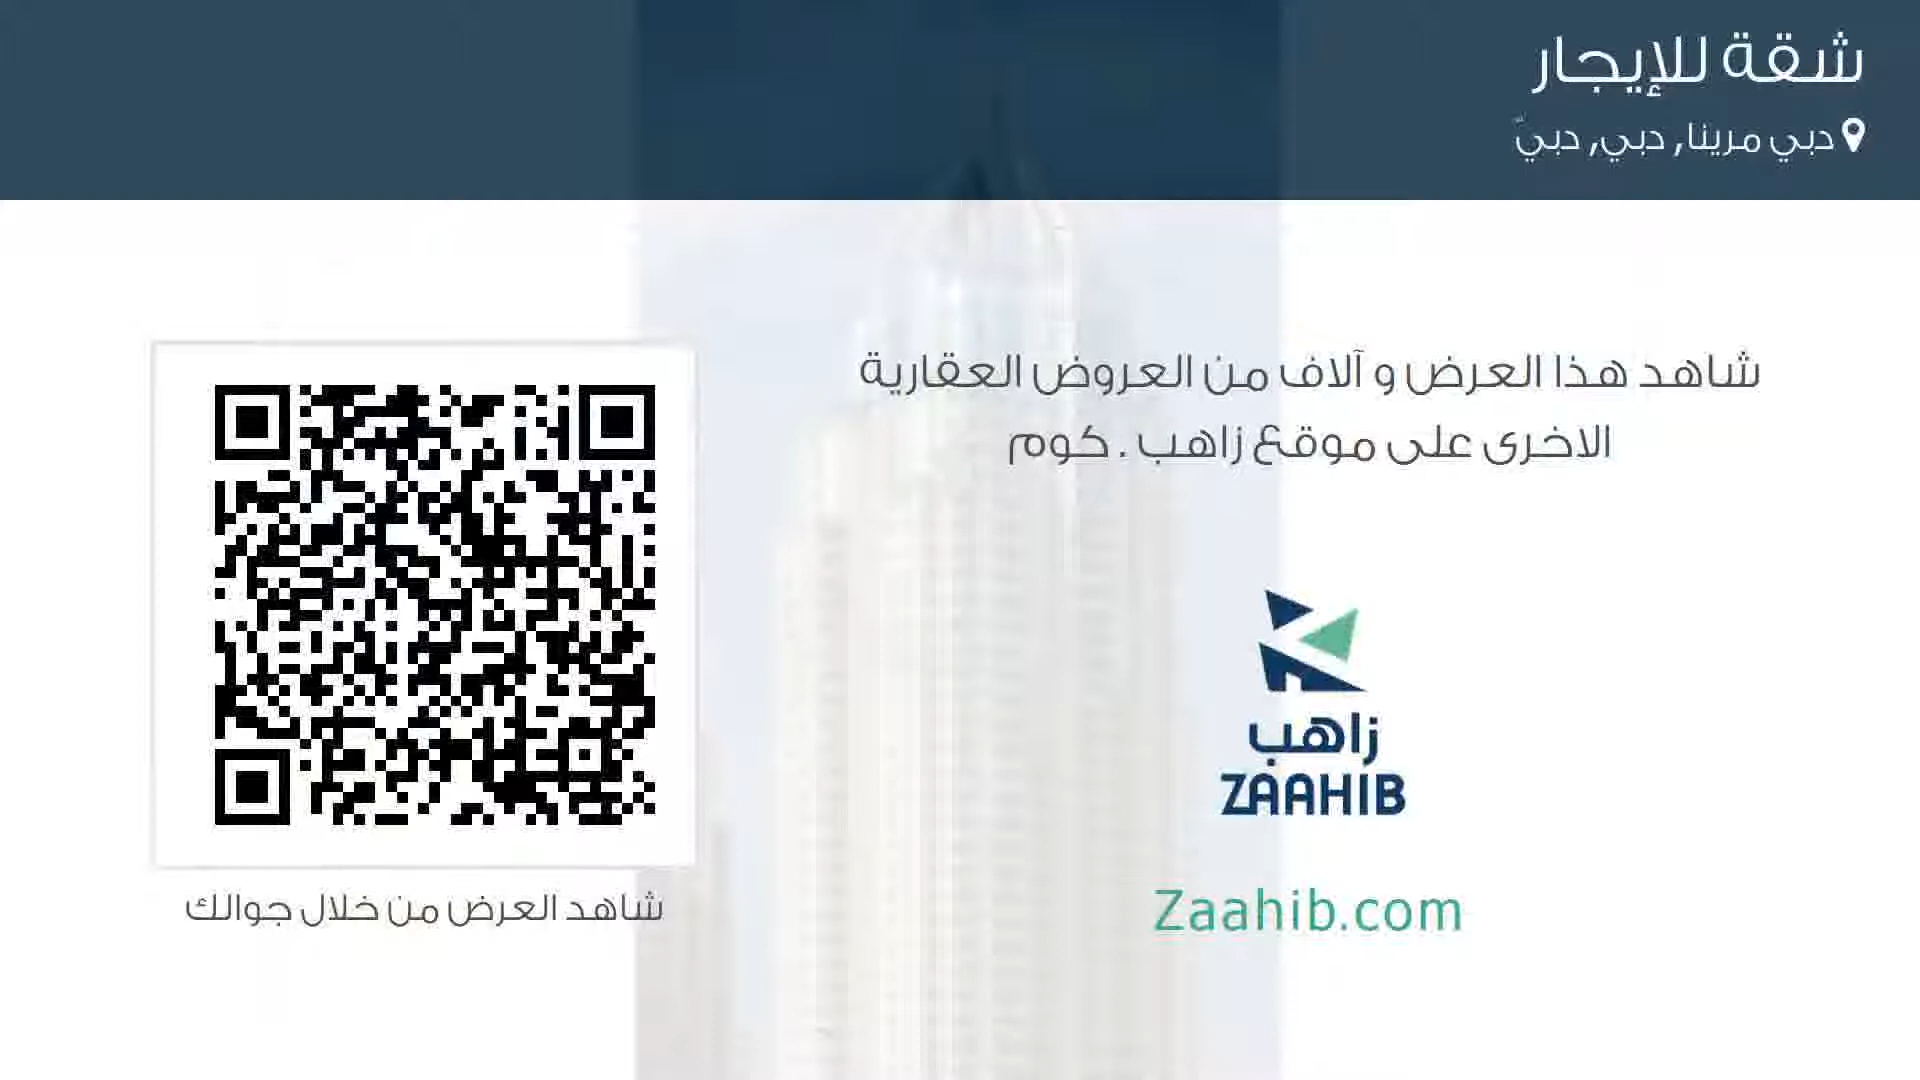 شقة للإيجار
دبي مرينا, دبي, دبيّ
شاهد هذا العرض و آلاف من العروض العقارية
الاخرى على موقع زاهب . كوم
زاهب
ZAAHIB
Zaahib.com
شاهد العرض من خلال جوالك